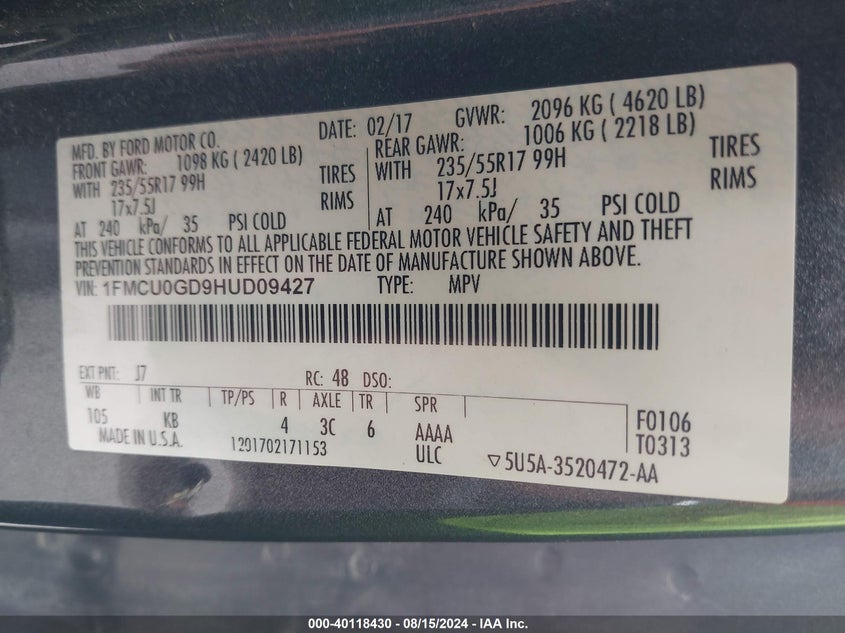 MFD. BY FORD MOTOR CO. DATE: 02/17 GVWR: 2096 KG ( 4620 LB)
FRONT GAWR: 1098 KG ( 2420 LB) REAR GAWR: 1006 KG ( 2218 LB)
WITH 235/55R17 99H TIRES WITH 235/55R17 99H TIRES
17x7.5J RIMS 17x7.5J RIMS
AT 240 kPa/ 35 PSI COLD AT 240 kPa/ 35 PSI COLD
THIS VEHICLE CONFORMS TO ALL APPLICABLE FEDERAL MOTOR VEHICLE SAFETY AND THEFT
PREVENTION STANDARDS IN EFFECT ON THE DATE OF MANUFACTURE SHOWN ABOVE.
VIN: 1FMCU0GD9HUD09427 TYPE: MPV
EXT PNT: J7 RC: 48 DSO:
WB INT TR TP/PS R AXLE TR SPR
105 KB 4 3C 6 AAAA F0106
MADE IN U.S.A. 1201702171153 ULC T0313
▽5U5A-3520472-AA
000-40118430 - 08/15/2024 - IAA Inc.